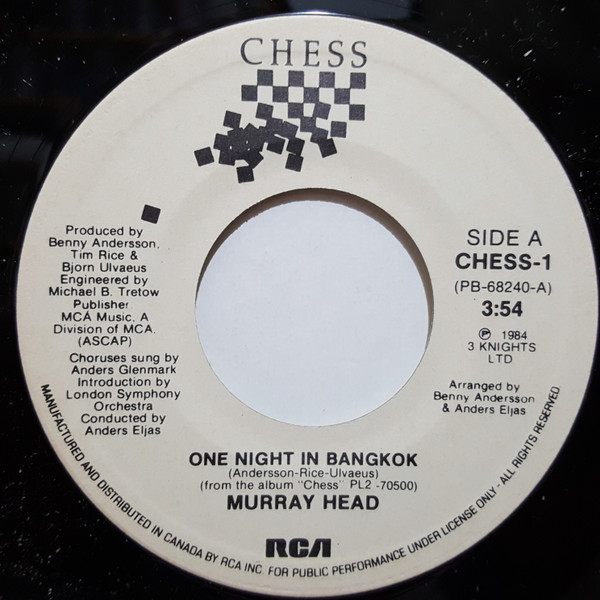 CHESS
Produced by
Benny Andersson,
Tim Rice &
Bjorn Ulvaeus
Engineered by
Michael B. Tretow
Publisher
MCA Music, A
Division of MCA.
(ASCAP)
Choruses sung by
Anders Glenmark
Introduction by
London Symphony
Orchestra
Conducted by
Anders Eljas
SIDE A
CHESS-1
(PB-68240-A)
3:54
℗ 1984
3 KNIGHTS
LTD
Arranged by
Benny Andersson
& Anders Eljas
ONE NIGHT IN BANGKOK
(Andersson-Rice-Ulvaeus)
(from the album "Chess" PL2 -70500)
MURRAY HEAD
RCA
MANUFACTURED AND DISTRIBUTED IN CANADA BY RCA INC. FOR PUBLIC PERFORMANCE UNDER LICENSE ONLY - ALL RIGHTS RESERVED